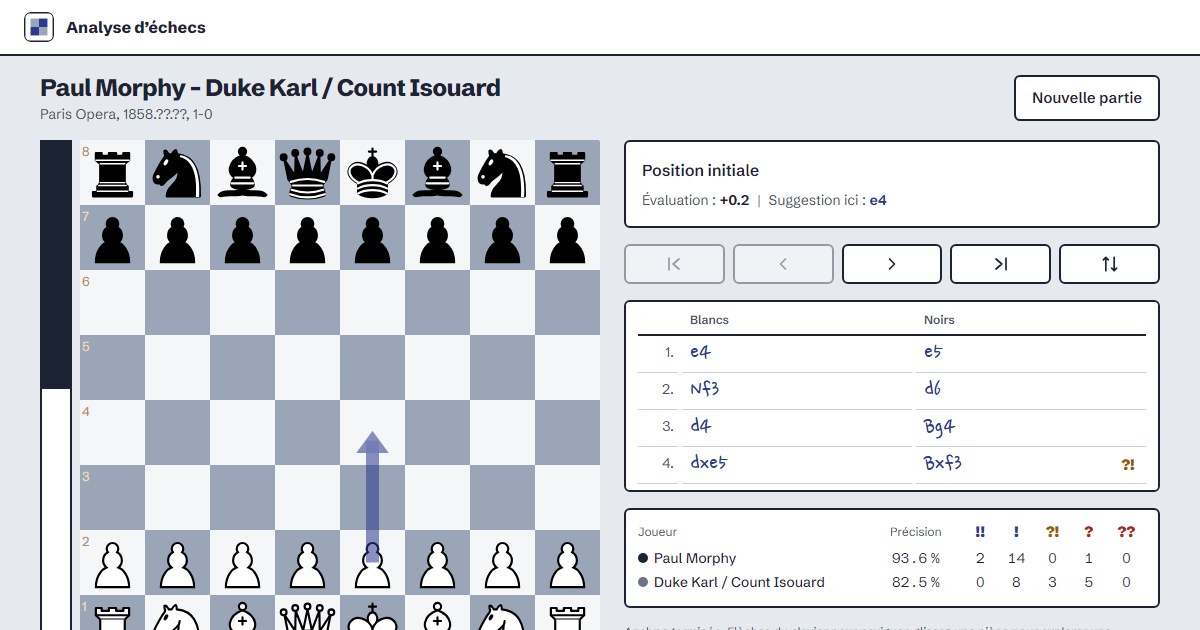 Analyse d’échecs
Paul Morphy – Duke Karl / Count Isouard
Paris Opera, 1858.??.??, 1-0
Nouvelle partie
8
7
6
5
4
3
2
1
Position initiale
Évaluation : +0.2 | Suggestion ici : e4
Blancs Noirs
1. e4 e5
2. Nf3 d6
3. d4 Bg4
4. dxe5 Bxf3 ?!
Joueur Précision !! ! ?! ? ??
Paul Morphy 93.6 % 2 14 0 1 0
Duke Karl / Count Isouard 82.5 % 0 8 3 5 0